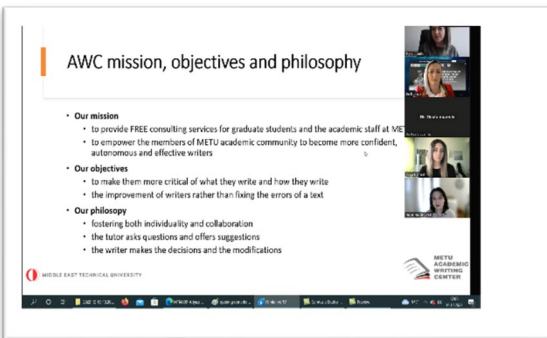 AWC mission, objectives and philosophy
• Our mission
• to provide FREE consulting services for graduate students and the academic staff at ME
• to empower the members of METU academic community to become more confident,
autonomous and effective writers
• Our objectives
• to make them more critical of what they write and how they write
• the improvement of writers rather than fixing the errors of a text
• Our philosopy
• fostering both individuality and collaboration
• the tutor asks questions and offers suggestions
• the writer makes the decisions and the modifications
MIDDLE EAST TECHNICAL UNIVERSITY
METU
ACADEMIC
WRITING
CENTER